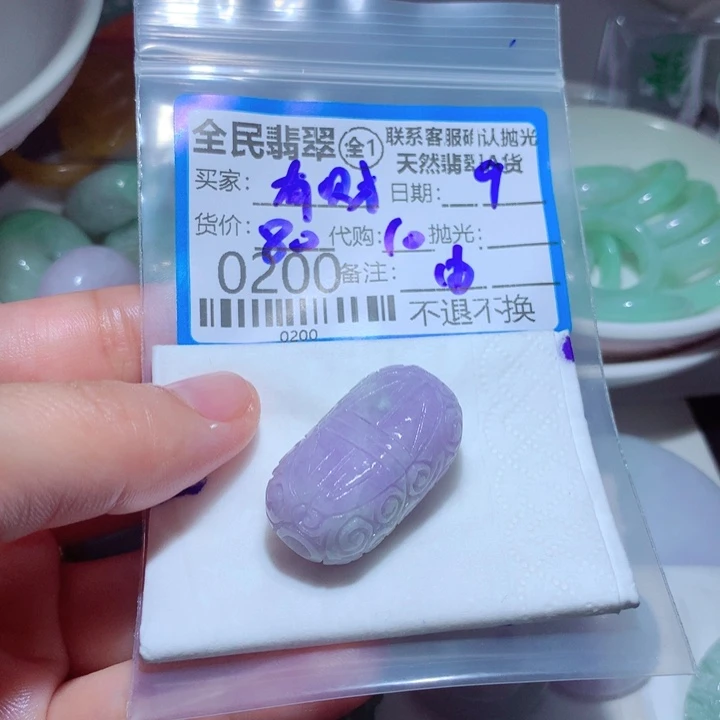 全民翡翠 全1 联系客服确认抛光
天然翡翠A货
买家: 有财 日期: 9
货价: 80 代购: 10 抛光:
0200 备注: 由
不退不换
0200